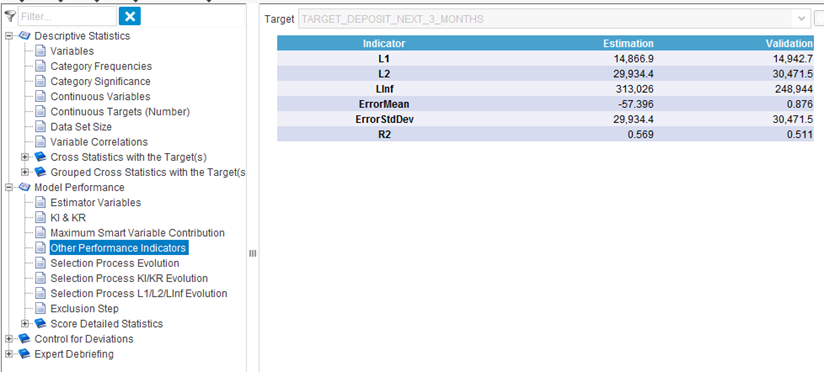 Filter...
Descriptive Statistics
Variables
Category Frequencies
Category Significance
Continuous Variables
Continuous Targets (Number)
Data Set Size
Variable Correlations
Cross Statistics with the Target(s)
Grouped Cross Statistics with the Target(s
Model Performance
Estimator Variables
KI & KR
Maximum Smart Variable Contribution
Other Performance Indicators
Selection Process Evolution
Selection Process KI/KR Evolution
Selection Process L1/L2/LInf Evolution
Exclusion Step
Score Detailed Statistics
Control for Deviations
Expert Debriefing
Target TARGET_DEPOSIT_NEXT_3_MONTHS
Indicator Estimation Validation
L1 14,866.9 14,942.7
L2 29,934.4 30,471.5
LInf 313,026 248,944
ErrorMean -57.396 0.876
ErrorStdDev 29,934.4 30,471.5
R2 0.569 0.511